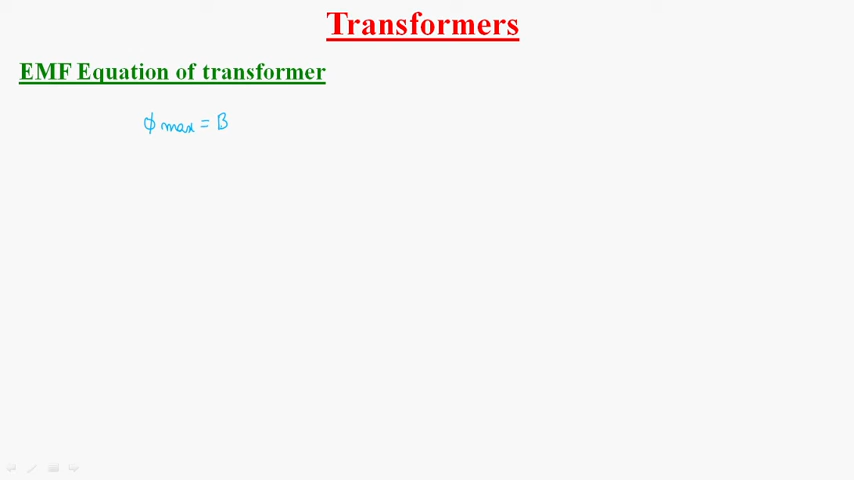 Transformers
EMF Equation of transformer
ϕ max = B